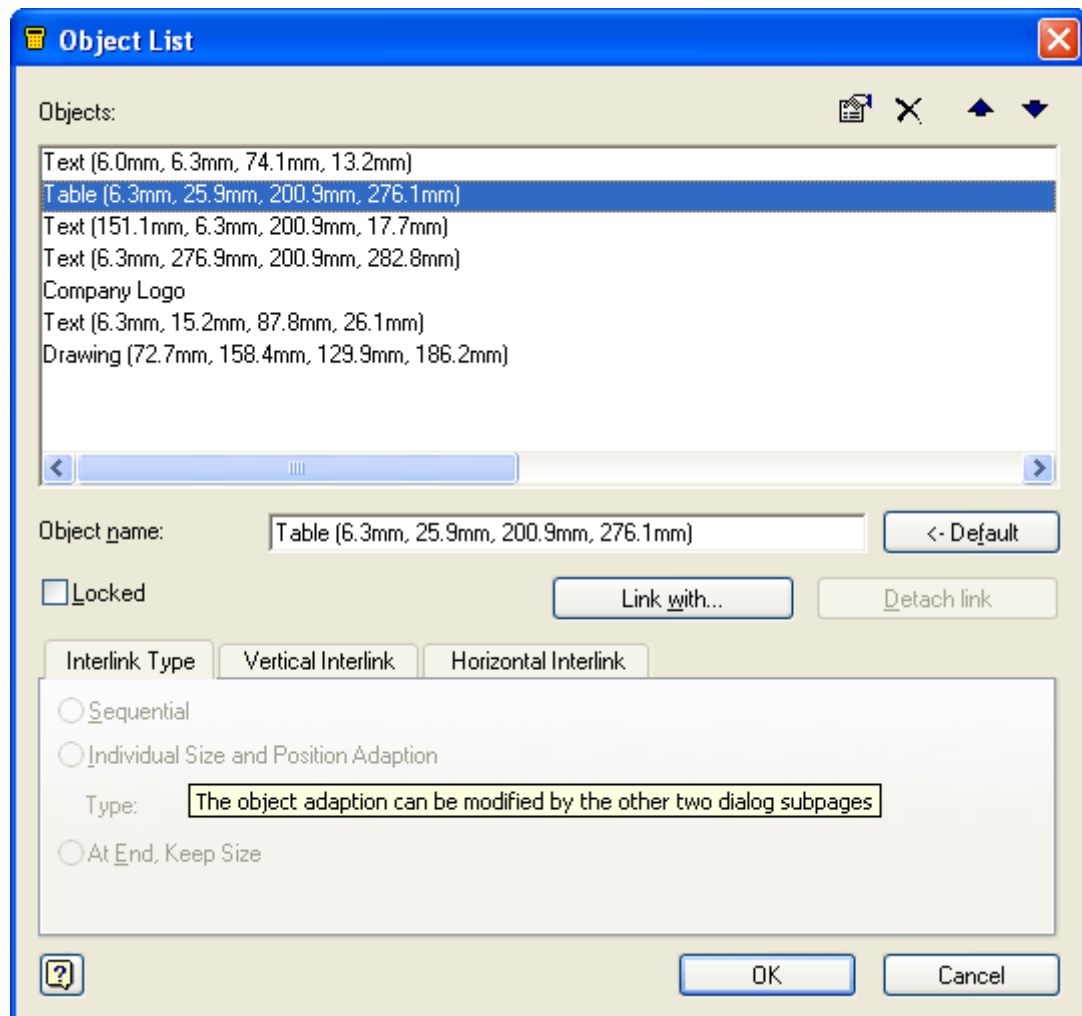 Object List
Objects:
Text (6.0mm, 6.3mm, 74.1mm, 13.2mm)
Table (6.3mm, 25.9mm, 200.9mm, 276.1mm)
Text (151.1mm, 6.3mm, 200.9mm, 17.7mm)
Text (6.3mm, 276.9mm, 200.9mm, 282.8mm)
Company Logo
Text (6.3mm, 15.2mm, 87.8mm, 26.1mm)
Drawing (72.7mm, 158.4mm, 129.9mm, 186.2mm)
Object name: Table (6.3mm, 25.9mm, 200.9mm, 276.1mm) <- Default
Locked Link with... Detach link
Interlink Type Vertical Interlink Horizontal Interlink
Sequential
Individual Size and Position Adaption
Type: The object adaption can be modified by the other two dialog subpages
At End, Keep Size
? OK Cancel